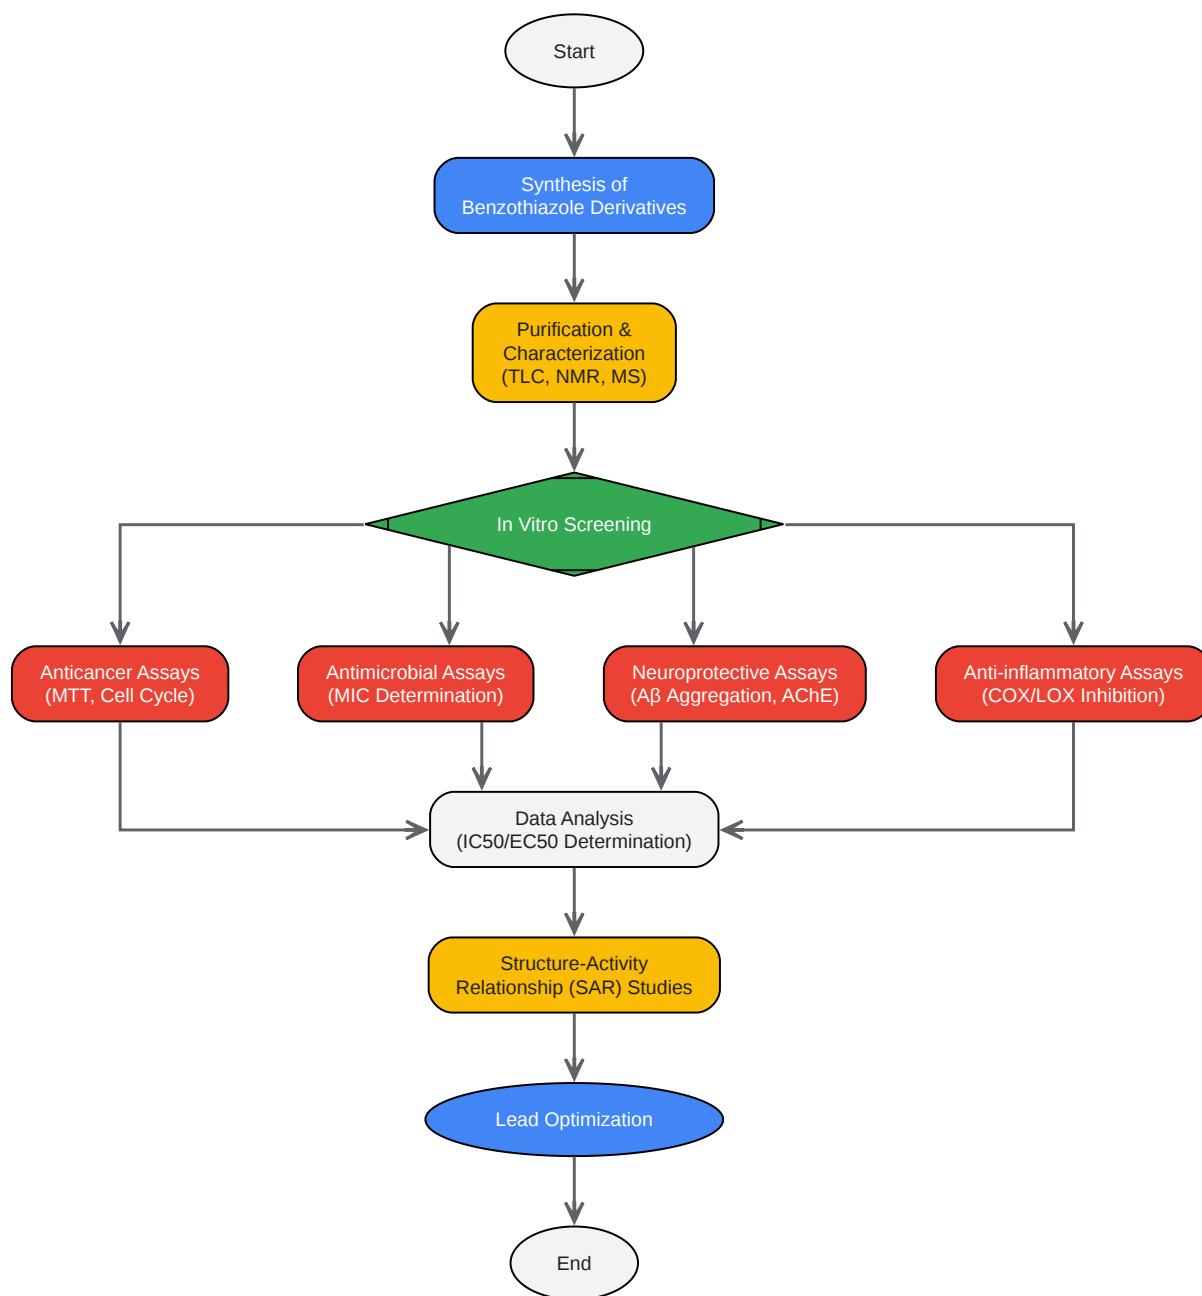 Start
Synthesis of
Benzothiazole Derivatives
Purification &
Characterization
(TLC, NMR, MS)
In Vitro Screening
Anticancer Assays
(MTT, Cell Cycle)
Antimicrobial Assays
(MIC Determination)
Neuroprotective Assays
(Aβ Aggregation, AChE)
Anti-inflammatory Assays
(COX/LOX Inhibition)
Data Analysis
(IC50/EC50 Determination)
Structure-Activity
Relationship (SAR) Studies
Lead Optimization
End